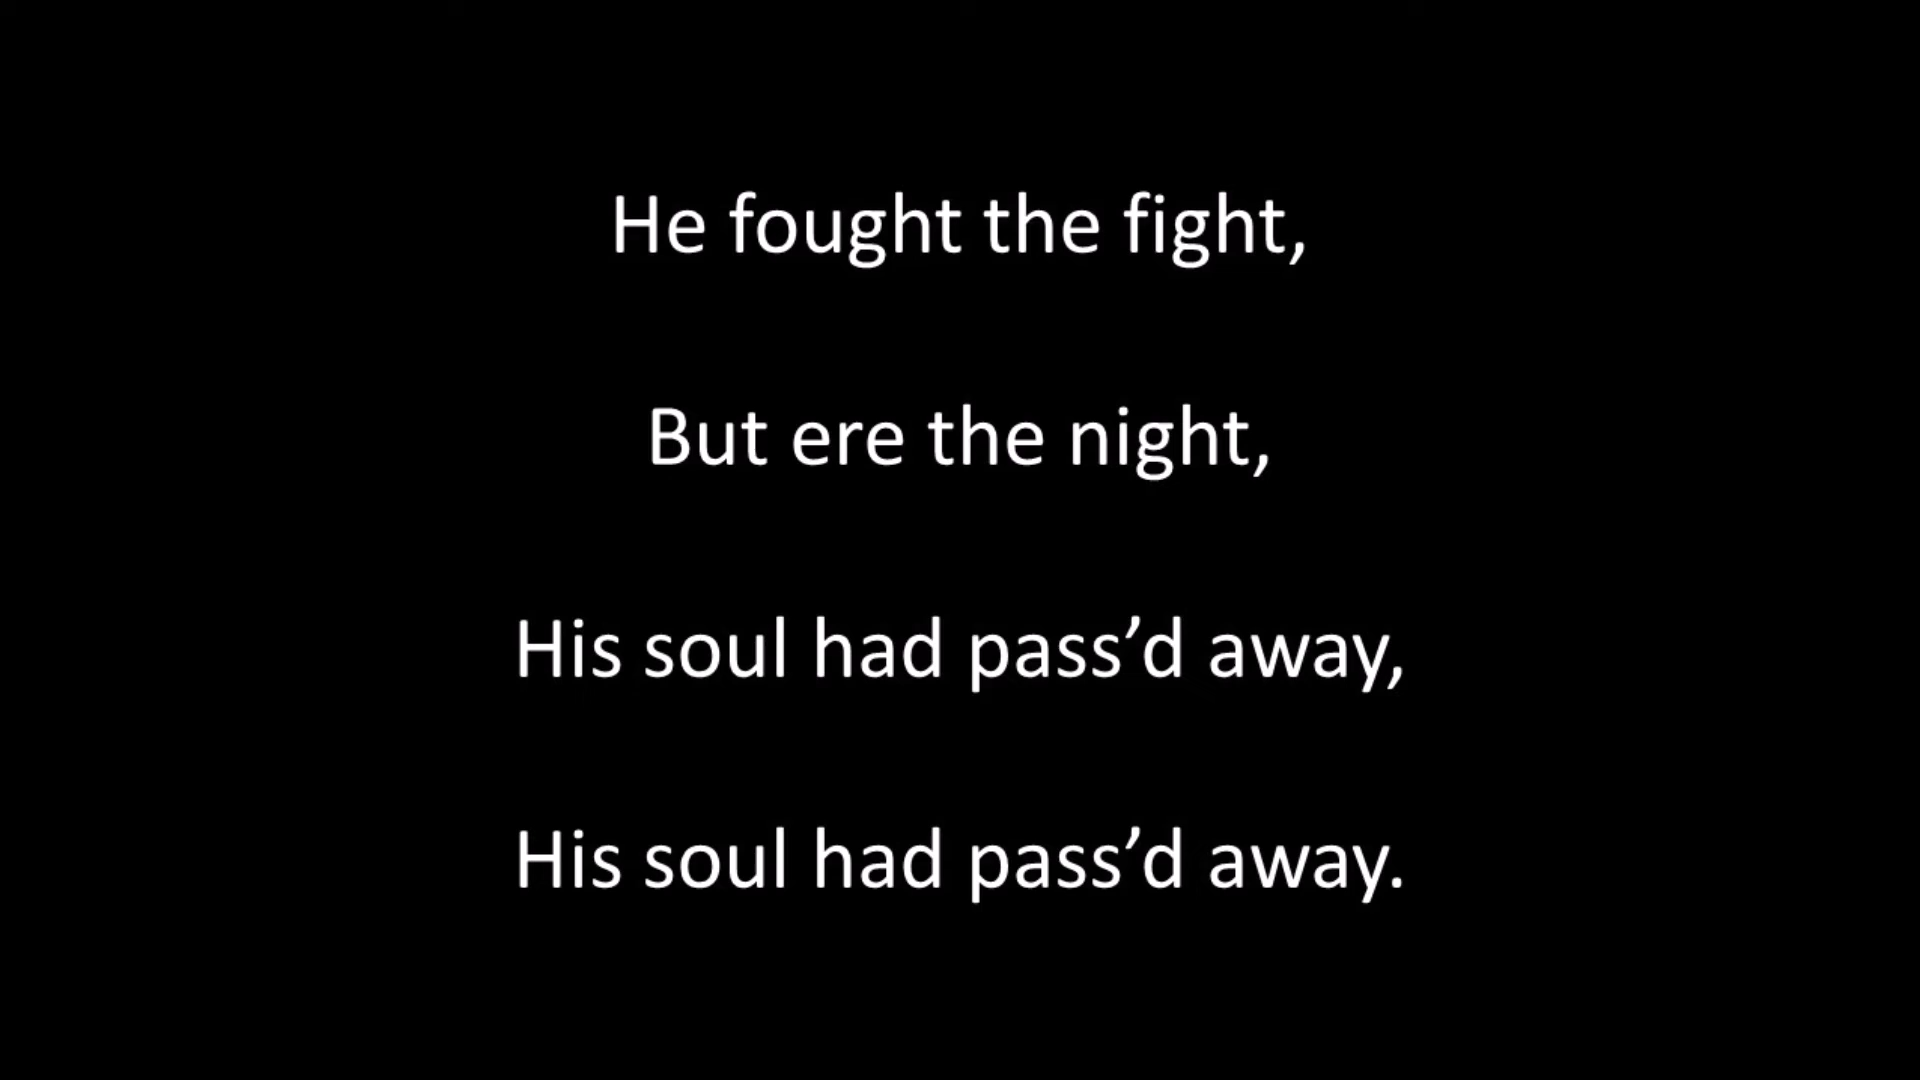 He fought the fight,
But ere the night,
His soul had pass’d away,
His soul had pass’d away.